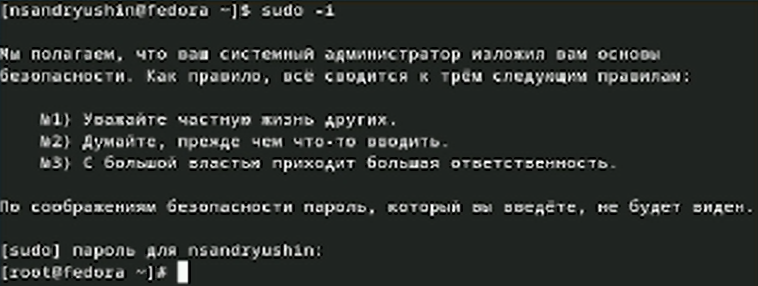 [nsandryushin@fedora ~]$ sudo -i
Мы полагаем, что ваш системный администратор изложил вам основы
безопасности. Как правило, всё сводится к трём следующим правилам:
№1) Уважайте частную жизнь других.
№2) Думайте, прежде чем что-то вводить.
№3) С большой властью приходит большая ответственность.
По соображениям безопасности пароль, который вы введёте, не будет виден.
[sudo] пароль для nsandryushin:
[root@fedora ~]#